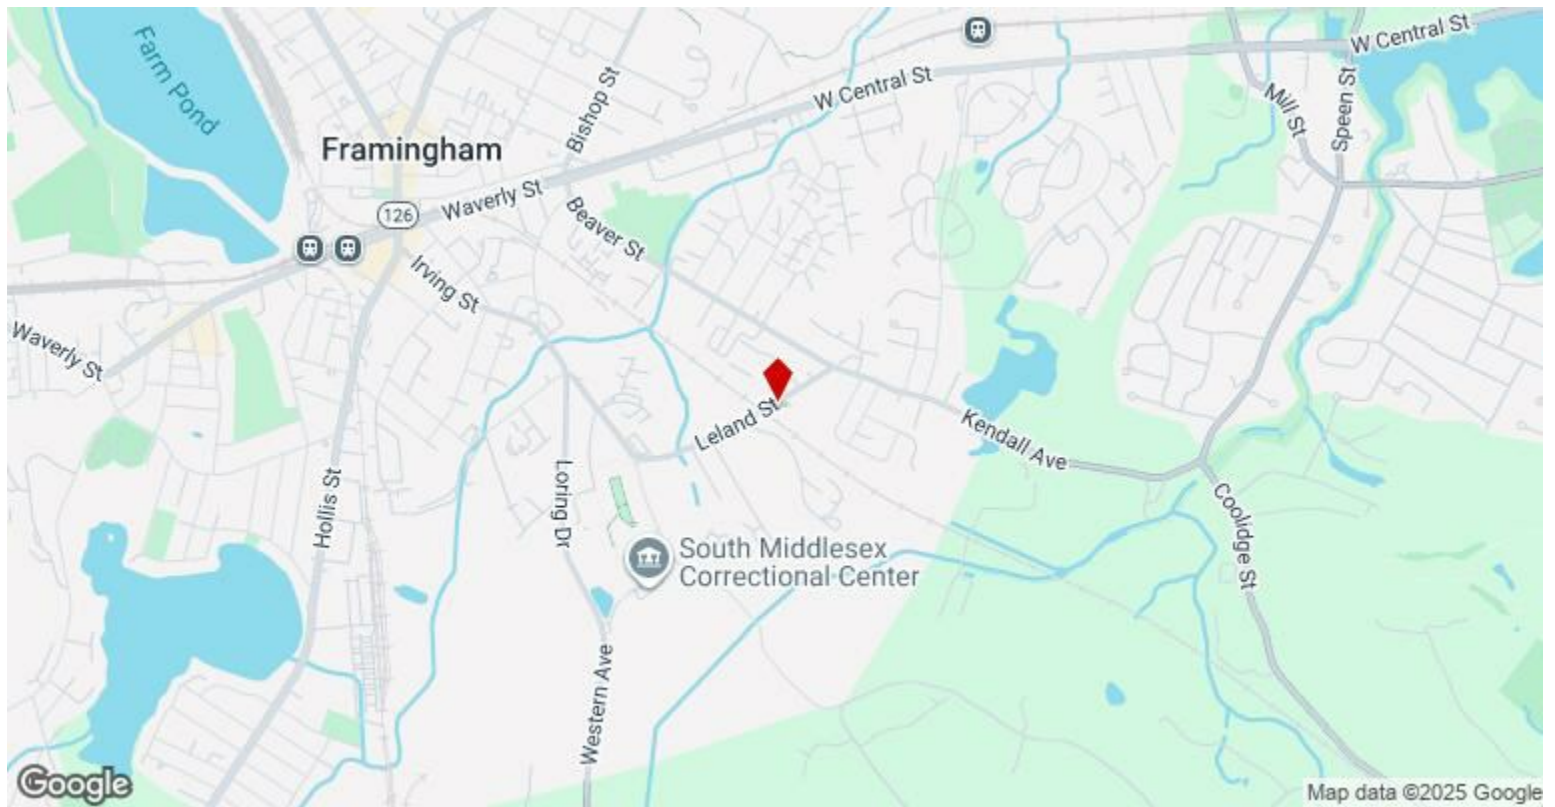 Farm Pond
Framingham
Bishop St
W Central St
W Central St
Mill St
Speen St
126
Waverly St
Beaver St
Irving St
Waverly St
Leland St
Kendall Ave
Hollis St
Loring Dr
Coolidge St
South Middlesex
Correctional Center
Western Ave
Google
Map data ©2025 Google